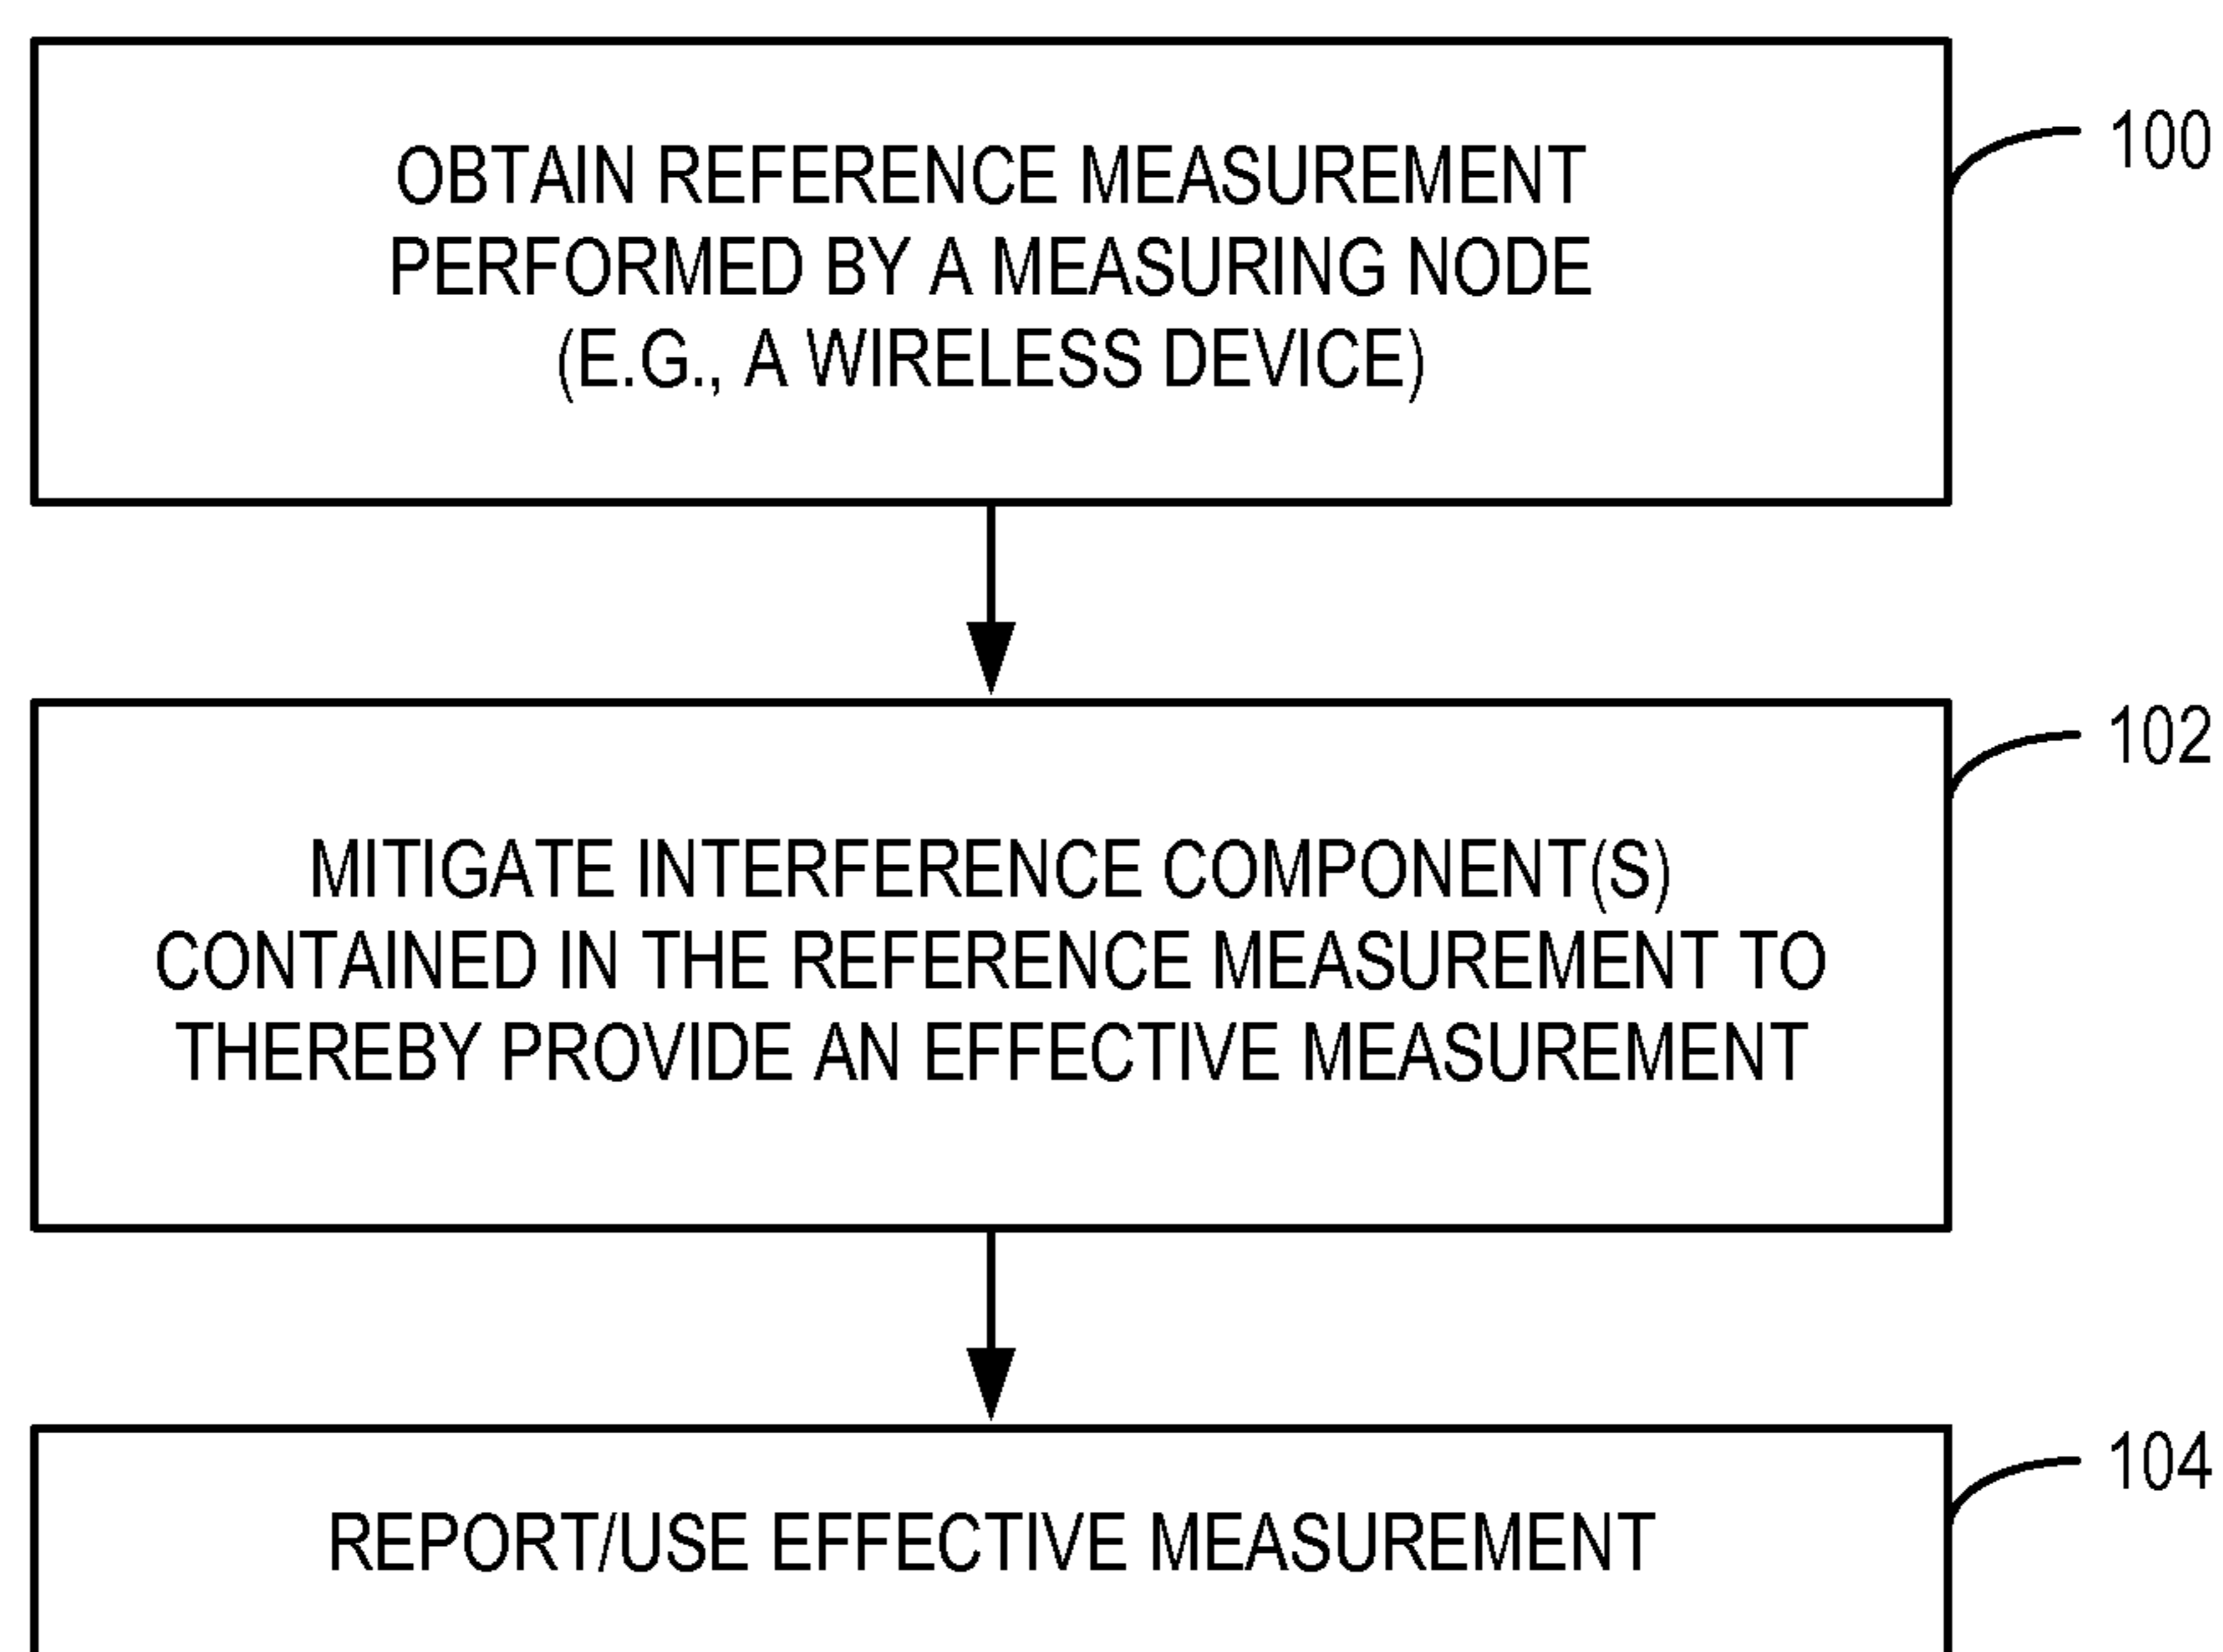 OBTAIN REFERENCE MEASUREMENT
PERFORMED BY A MEASURING NODE
(E.G., A WIRELESS DEVICE)
100
MITIGATE INTERFERENCE COMPONENT(S)
CONTAINED IN THE REFERENCE MEASUREMENT TO
THEREBY PROVIDE AN EFFECTIVE MEASUREMENT
102
REPORT/USE EFFECTIVE MEASUREMENT
104